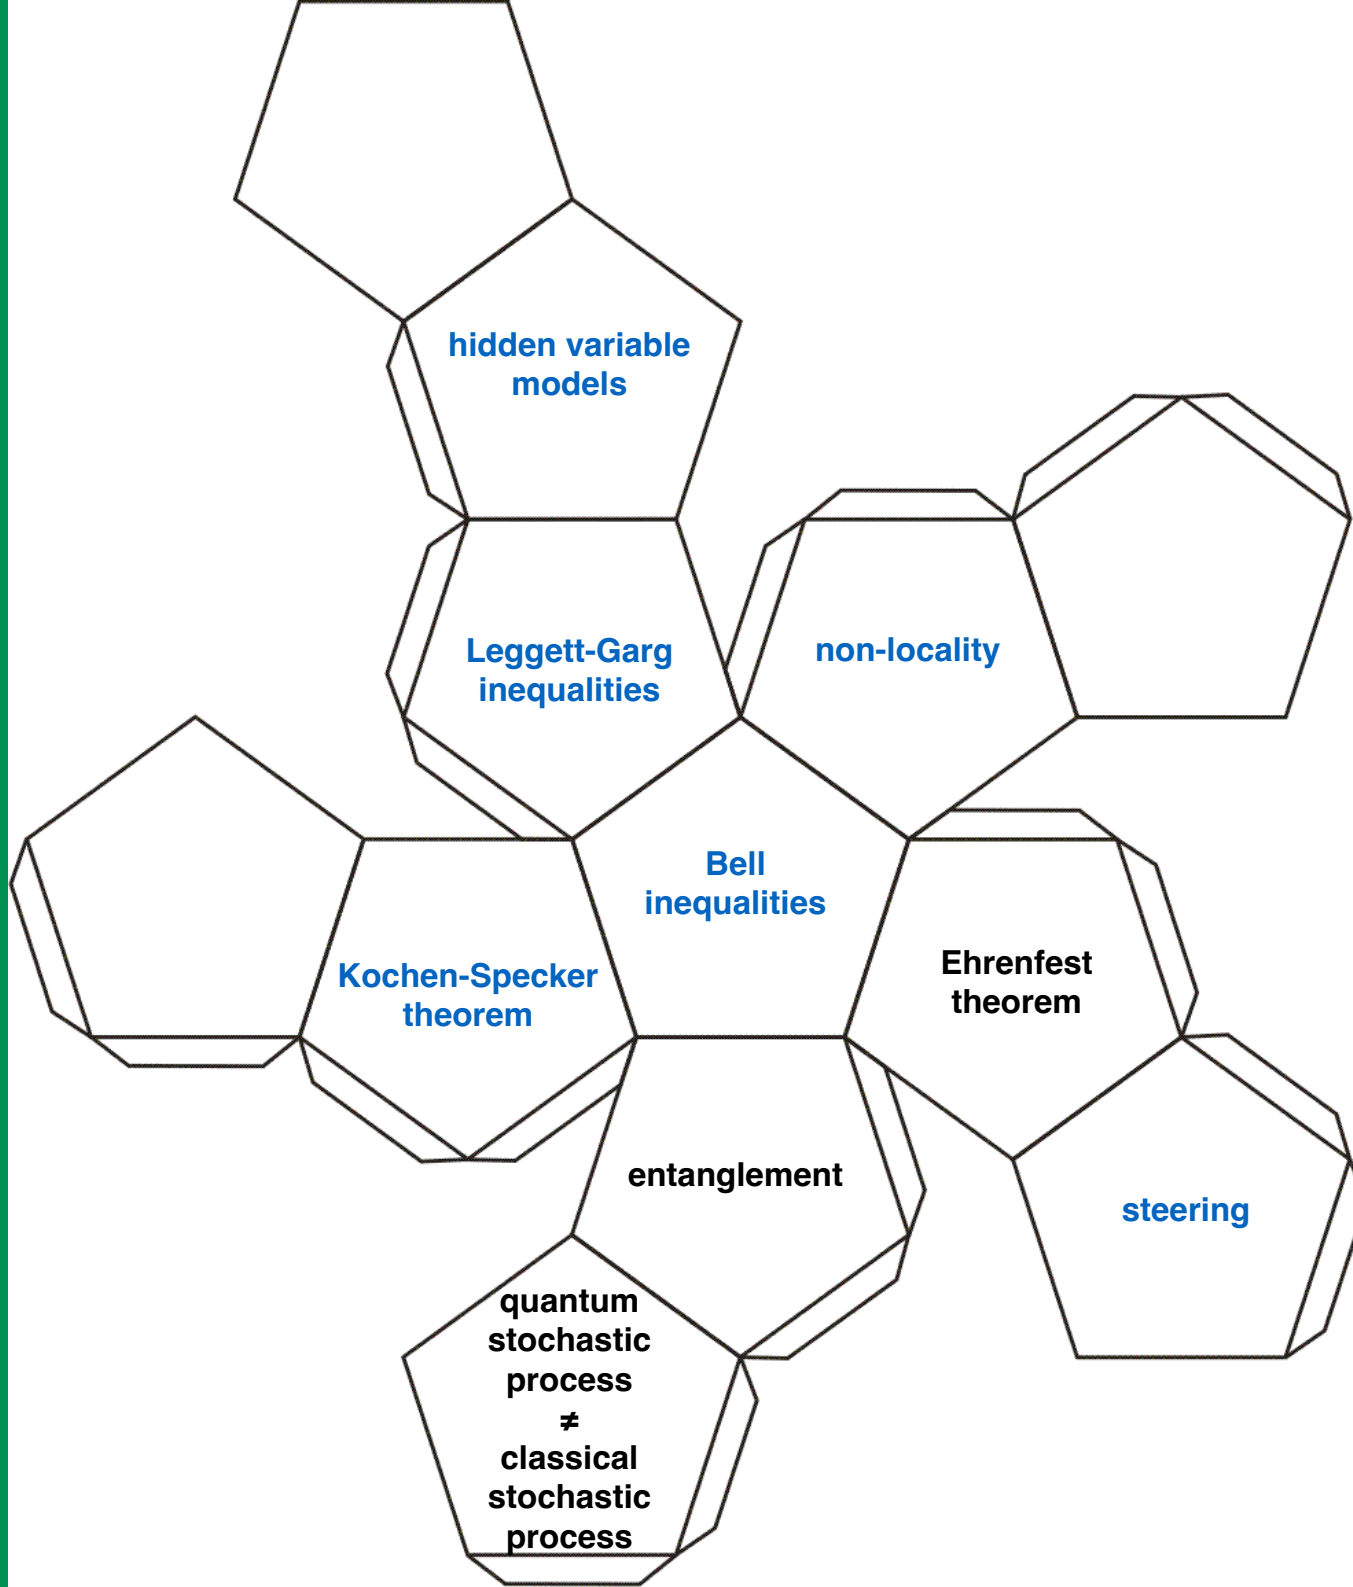 hidden variable
models
Leggett-Garg
inequalities
non-locality
Bell
inequalities
Kochen-Specker
theorem
Ehrenfest
theorem
entanglement
steering
quantum
stochastic
process
≠
classical
stochastic
process